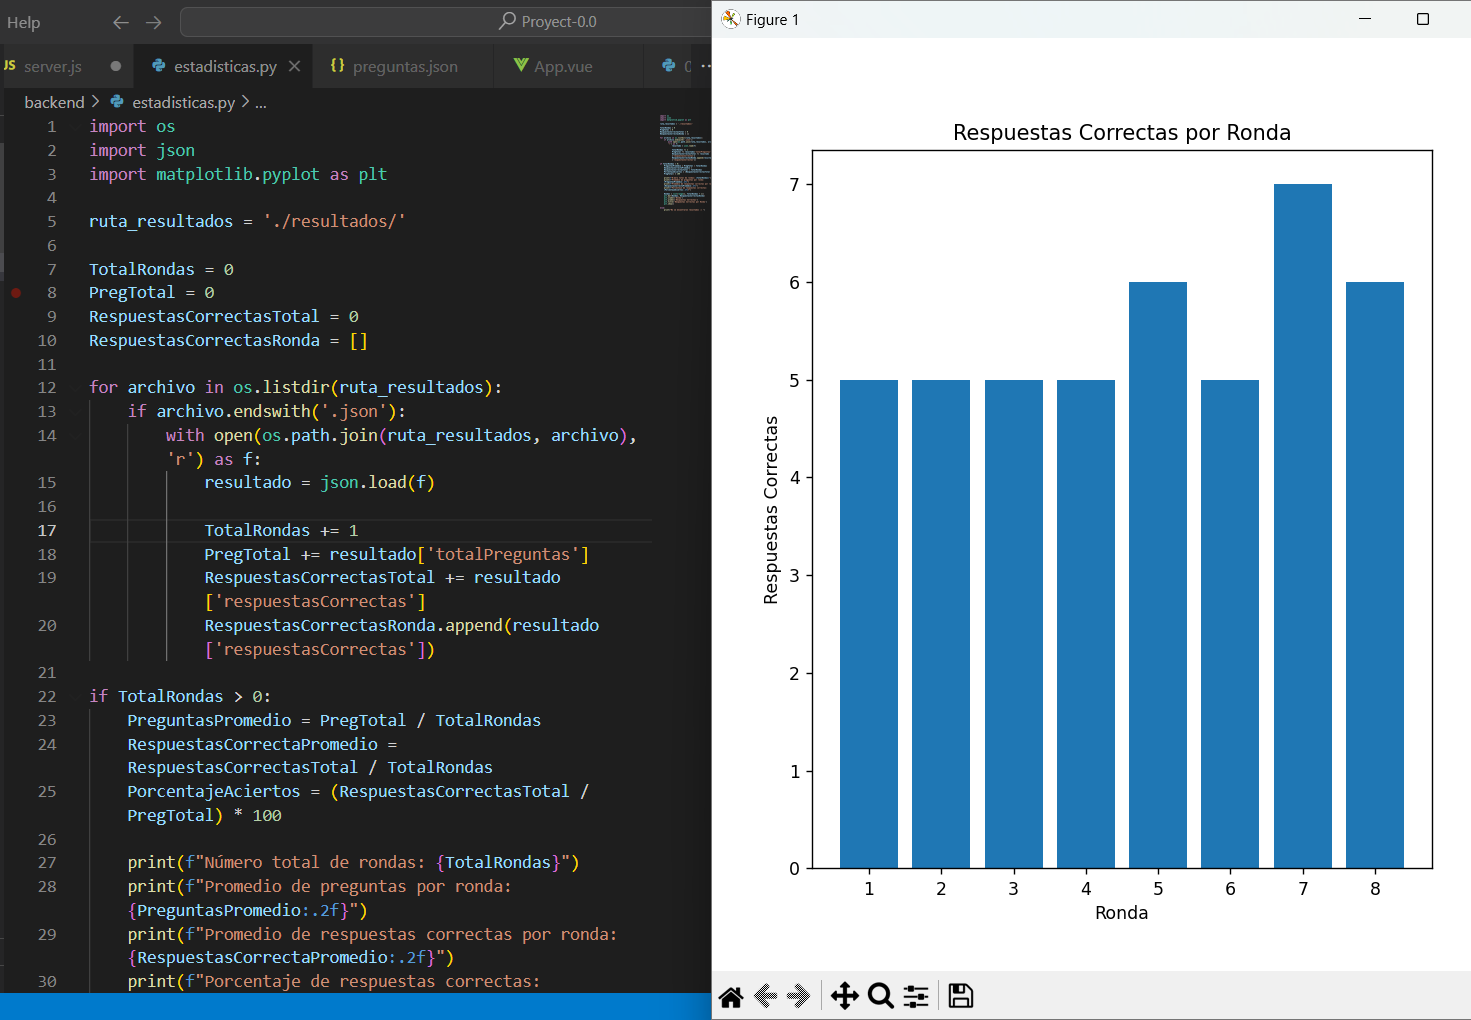 Help
Proyect-0.0
JS server.js
estadisticas.py
{} preguntas.json
App.vue
backend > estadisticas.py > ...
1 import os
2 import json
3 import matplotlib.pyplot as plt
4
5 ruta_resultados = './resultados/'
6
7 TotalRondas = 0
8 PregTotal = 0
9 RespuestasCorrectasTotal = 0
10 RespuestasCorrectasRonda = []
11
12 for archivo in os.listdir(ruta_resultados):
13 if archivo.endswith('.json'):
14 with open(os.path.join(ruta_resultados, archivo),
'r') as f:
15 resultado = json.load(f)
16
17 TotalRondas += 1
18 PregTotal += resultado['totalPreguntas']
19 RespuestasCorrectasTotal += resultado
['respuestasCorrectas']
20 RespuestasCorrectasRonda.append(resultado
['respuestasCorrectas'])
21
22 if TotalRondas > 0:
23 PreguntasPromedio = PregTotal / TotalRondas
24 RespuestasCorrectaPromedio =
RespuestasCorrectasTotal / TotalRondas
25 PorcentajeAciertos = (RespuestasCorrectasTotal /
PregTotal) * 100
26
27 print(f"Número total de rondas: {TotalRondas}")
28 print(f"Promedio de preguntas por ronda:
{PreguntasPromedio:.2f}")
29 print(f"Promedio de respuestas correctas por ronda:
{RespuestasCorrectaPromedio:.2f}")
30 print(f"Porcentaje de respuestas correctas:
Figure 1
Respuestas Correctas por Ronda
7
6
5
4
3
2
1
0
Respuestas Correctas
1 2 3 4 5 6 7 8
Ronda